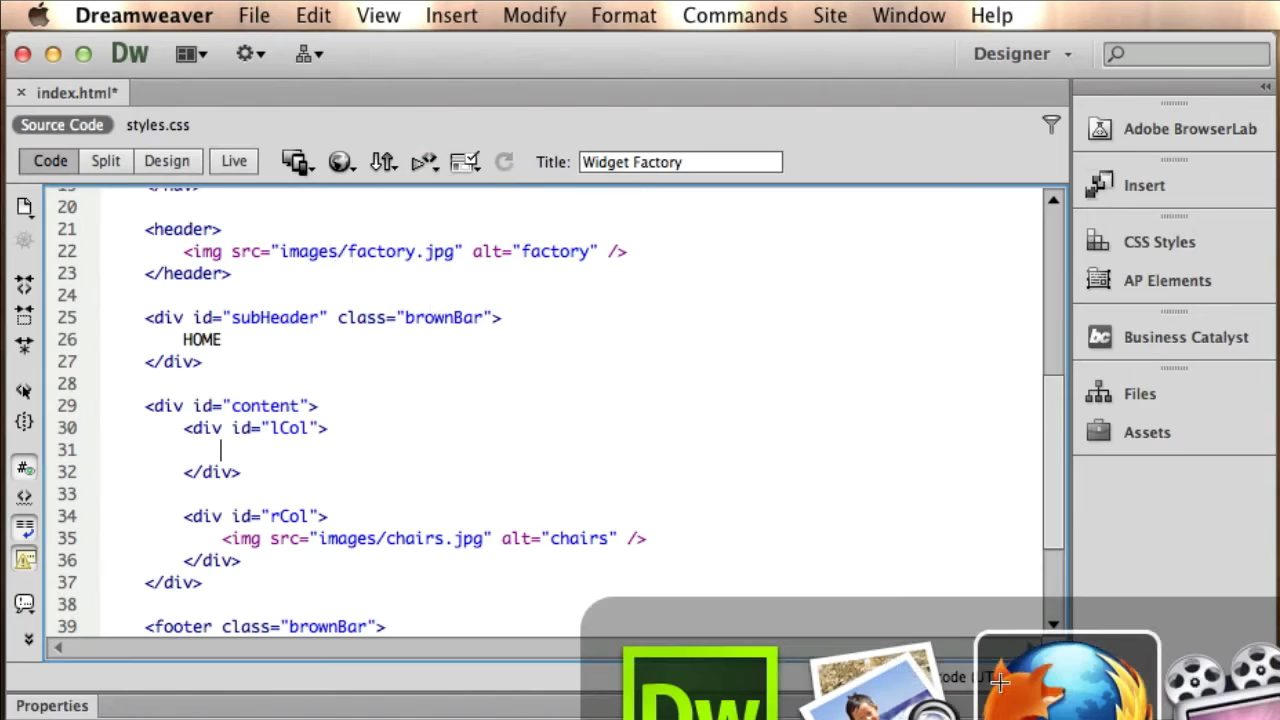 Dreamweaver File Edit View Insert Modify Format Commands Site Window Help
Dw Designer
index.html*
Source Code styles.css
Code Split Design Live Title: Widget Factory
20
21 <header>
22 <img src="images/factory.jpg" alt="factory" />
23 </header>
24
25 <div id="subHeader" class="brownBar">
26 HOME
27 </div>
28
29 <div id="content">
30 <div id="lCol">
31
32 </div>
33
34 <div id="rCol">
35 <img src="images/chairs.jpg" alt="chairs" />
36 </div>
37 </div>
38
39 <footer class="brownBar">
Adobe BrowserLab
Insert
CSS Styles
AP Elements
bc Business Catalyst
Files
Assets
Dw
Properties